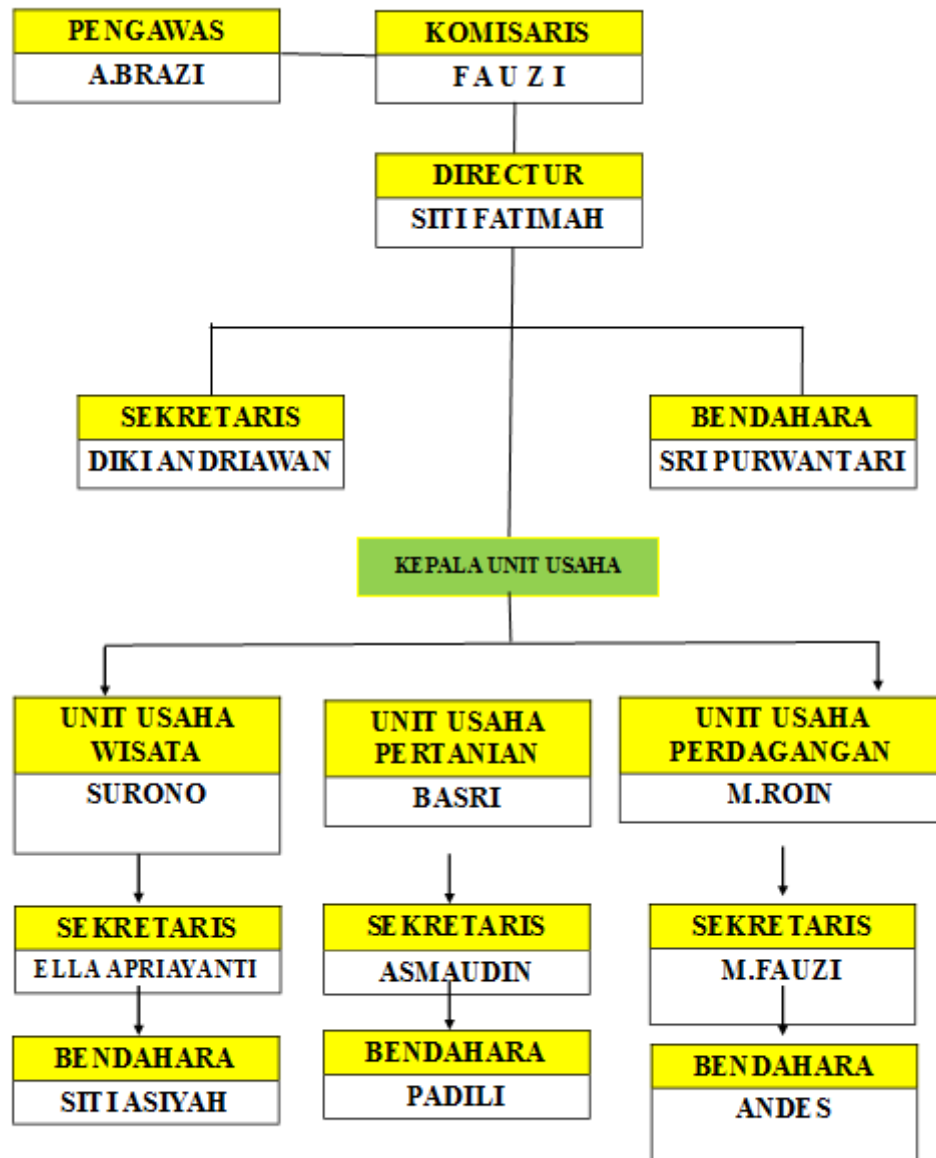 PENGAWAS
A.BRAZI
KOMISARIS
F A U Z I
DIRECTUR
SITI FATIMAH
SEKRETARIS
DIKI ANDRIAWAN
BENDAHARA
SRI PURWANTARI
KEPALA UNIT USAHA
UNIT USAHA
WISATA
SURONO
UNIT USAHA
PERTANIAN
BASRI
UNIT USAHA
PERDAGANGAN
M.ROIN
SEKRETARIS
ELLA APRIAYANTI
SEKRETARIS
ASMAUDIN
SEKRETARIS
M.FAUZI
BENDAHARA
SITI ASIYAH
BENDAHARA
PADILI
BENDAHARA
ANDES